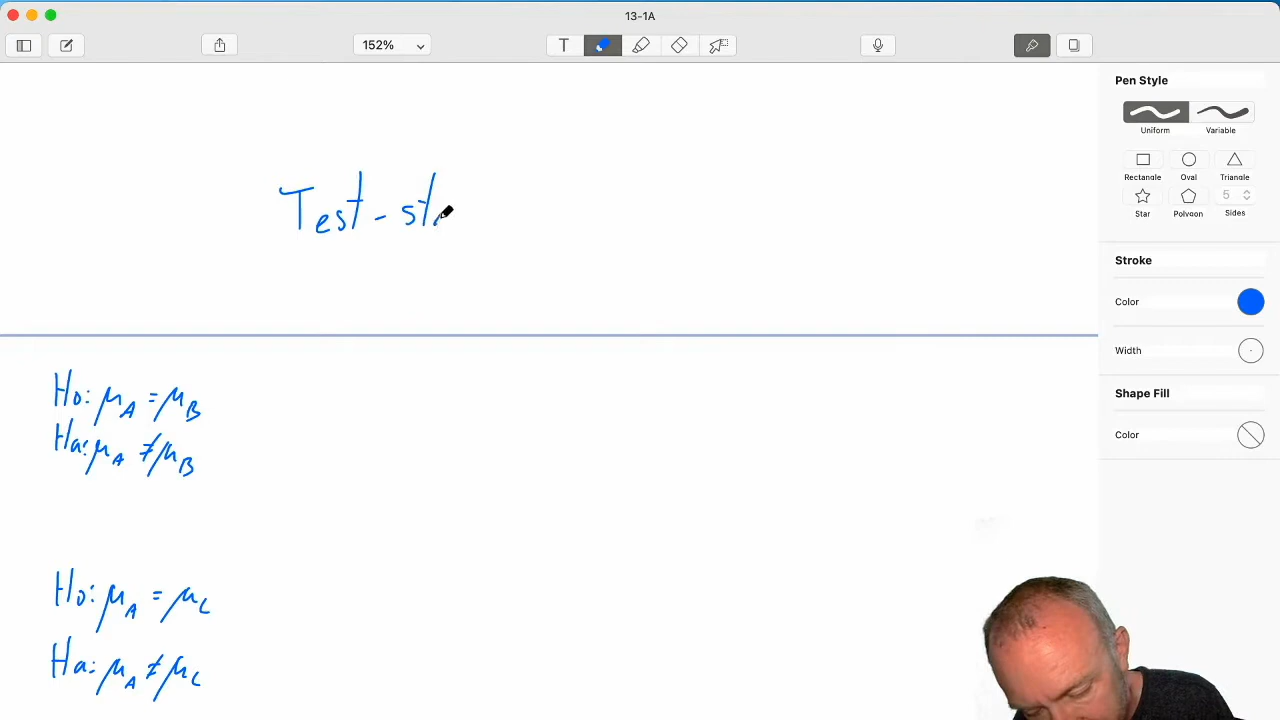 13-1A
152%
T
Pen Style
Uniform
Variable
Rectangle
Oval
Triangle
5
Star
Polygon
Sides
Test - st
Stroke
Color
Width
Ho: μA = μB
Ha: μA ≠ μB
Shape Fill
Color
Ho: μA = μC
Ha: μA ≠ μC